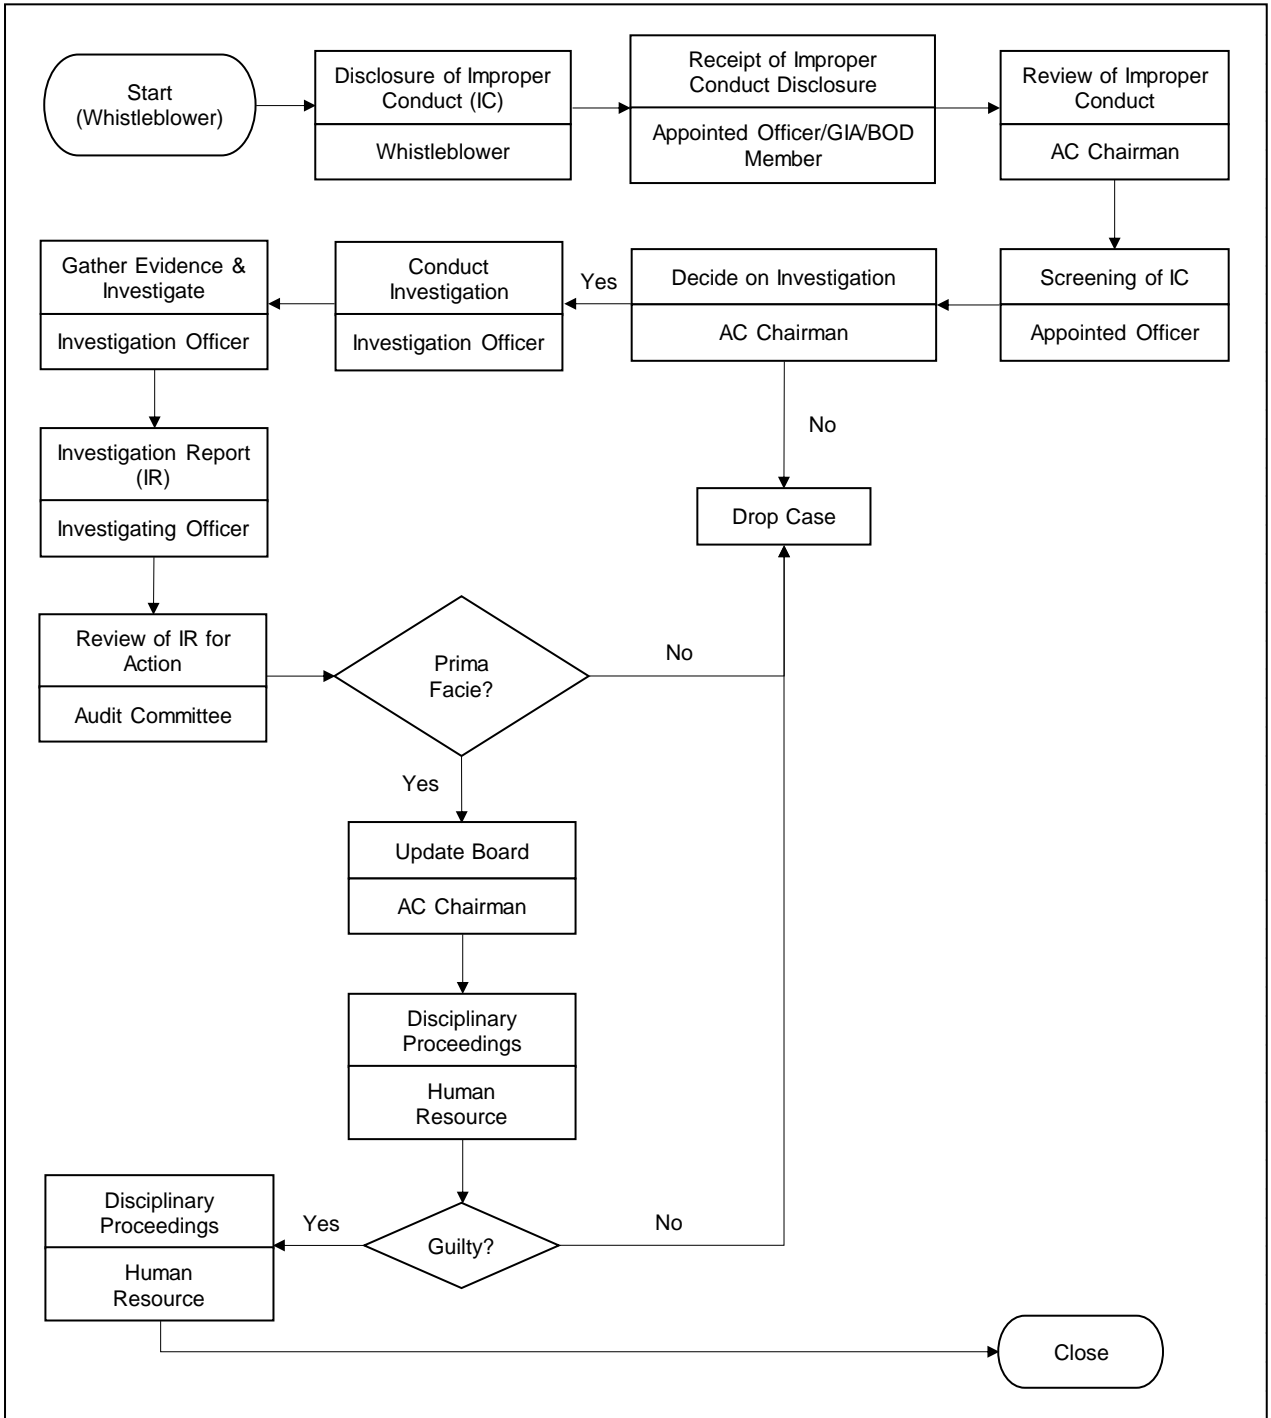 Start
(Whistleblower)
Disclosure of Improper
Conduct (IC)
Whistleblower
Receipt of Improper
Conduct Disclosure
Appointed Officer/GIA/BOD
Member
Review of Improper
Conduct
AC Chairman
Screening of IC
Appointed Officer
Decide on Investigation
AC Chairman
Yes
No
Conduct
Investigation
Investigation Officer
Gather Evidence &
Investigate
Investigation Officer
Investigation Report
(IR)
Investigating Officer
Drop Case
Review of IR for
Action
Audit Committee
Prima
Facie?
No
Yes
Update Board
AC Chairman
Disciplinary
Proceedings
Human
Resource
Guilty?
No
Yes
Disciplinary
Proceedings
Human
Resource
Close